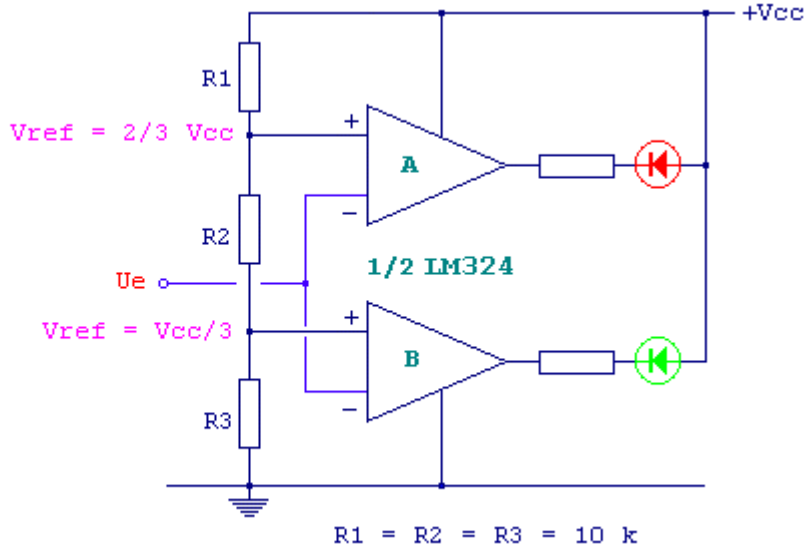 +Vcc
R1
Vref = 2/3 Vcc
+
A
-
R2
1/2 LM324
Ue
Vref = Vcc/3
+
B
-
R3
R1 = R2 = R3 = 10 k